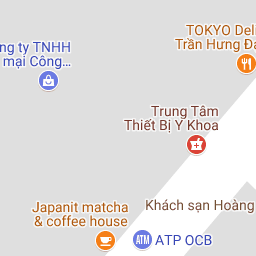 TOKYO Deli
Trần Hưng Đạ
ng ty TNHH
mại Công...
Trung Tâm
Thiết Bị Y Khoa
Khách sạn Hoàng
Japanit matcha
& coffee house
ATM
ATP OCB